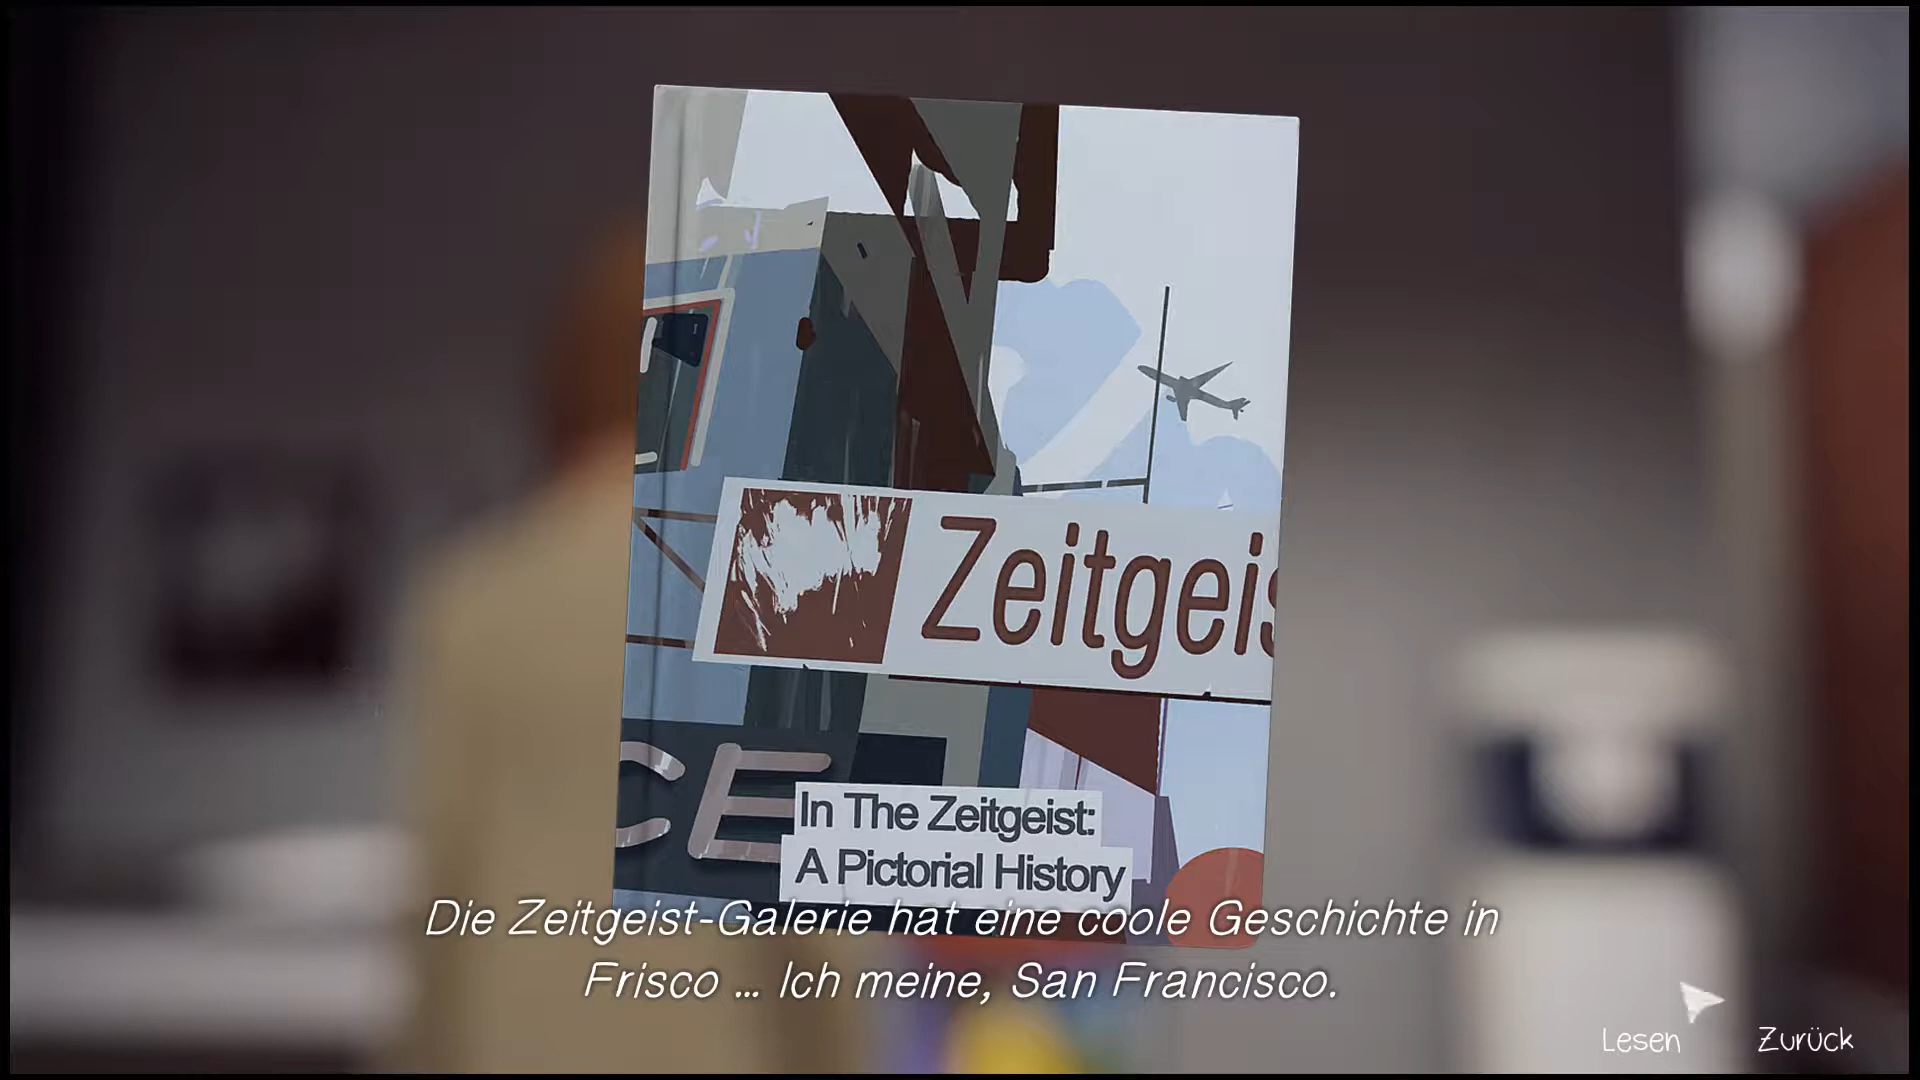 Zeitgeis
CE
In The Zeitgeist:
A Pictorial History
Die Zeitgeist-Galerie hat eine coole Geschichte in
Frisco ... Ich meine, San Francisco.
Lesen
Zurück